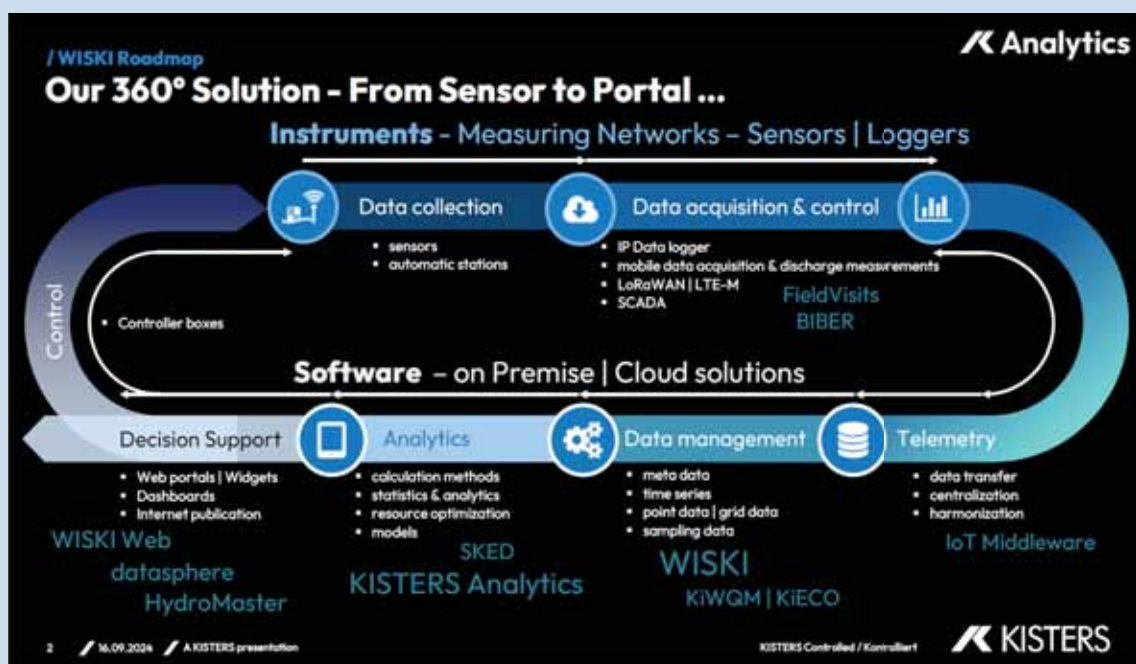 / WISKI Roadmap
Analytics
Our 360° Solution - From Sensor to Portal ...
Instruments - Measuring Networks – Sensors | Loggers
Data collection
Data acquisition & control
▪ sensors
▪ automatic stations
▪ IP Data logger
▪ mobile data acquisition & discharge measurements
▪ LoRaWAN | LTE-M
▪ SCADA
FieldVisits
BIBER
Control
▪ Controller boxes
Software – on Premise | Cloud solutions
Decision Support
Analytics
Data management
Telemetry
▪ Web portals | Widgets
▪ Dashboards
▪ Internet publication
WISKI Web
datasphere
HydroMaster
▪ calculation methods
▪ statistics & analytics
▪ resource optimization
▪ models
SKED
KISTERS Analytics
▪ meta data
▪ time series
▪ point data | grid data
▪ sampling data
WISKI
KiWQM | KiECO
▪ data transfer
▪ centralization
▪ harmonization
IoT Middleware
2 / 16.09.2024 / A KISTERS presentation
KISTERS Controlled / Kontrolliert
KISTERS